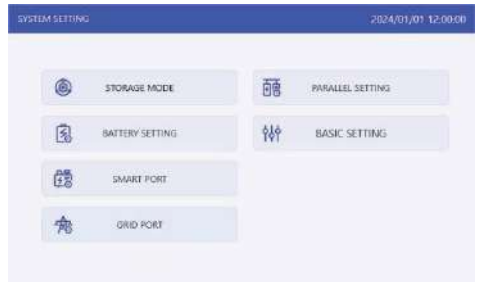 SYSTEM SETTING
2024/01/01 12:00:00
STORAGE MODE
PARALLEL SETTING
BATTERY SETTING
BASIC SETTING
SMART PORT
GRID PORT